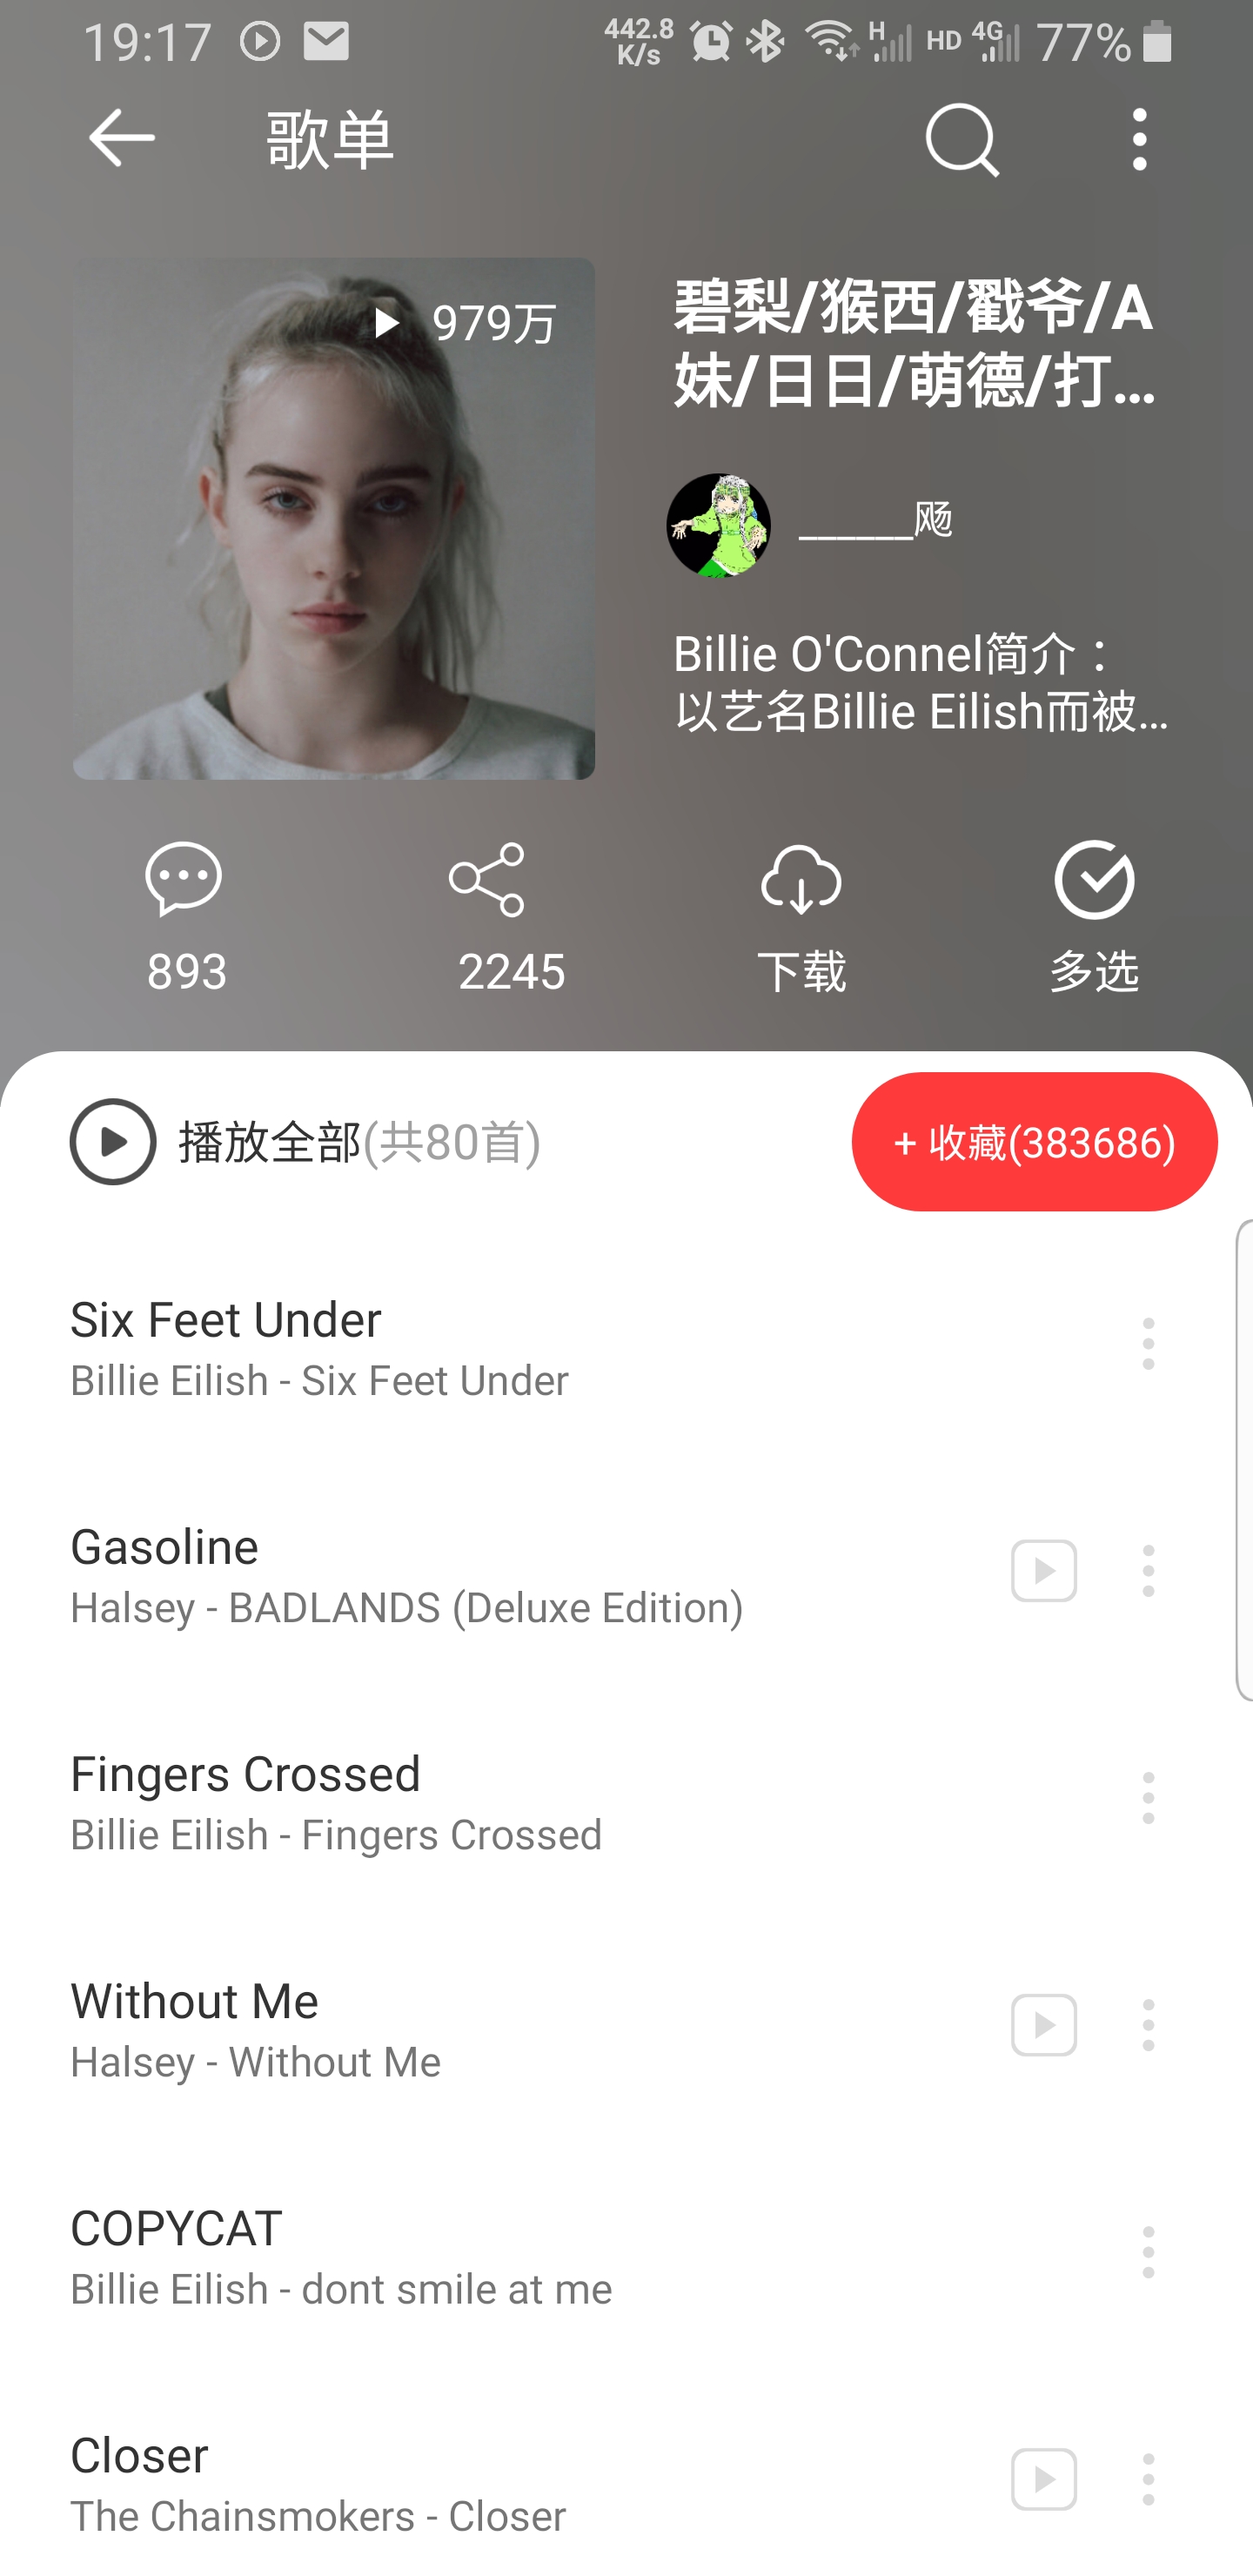 19:17
442.8
K/s
H
HD
4G
77%
歌单
979万
碧梨/猴西/戳爷/A
妹/日日/萌德/打...
______飏
Billie O'Connel简介：
以艺名Billie Eilish而被...
893
2245
下载
多选
播放全部(共80首)
+ 收藏(383686)
Six Feet Under
Billie Eilish - Six Feet Under
Gasoline
Halsey - BADLANDS (Deluxe Edition)
Fingers Crossed
Billie Eilish - Fingers Crossed
Without Me
Halsey - Without Me
COPYCAT
Billie Eilish - dont smile at me
Closer
The Chainsmokers - Closer